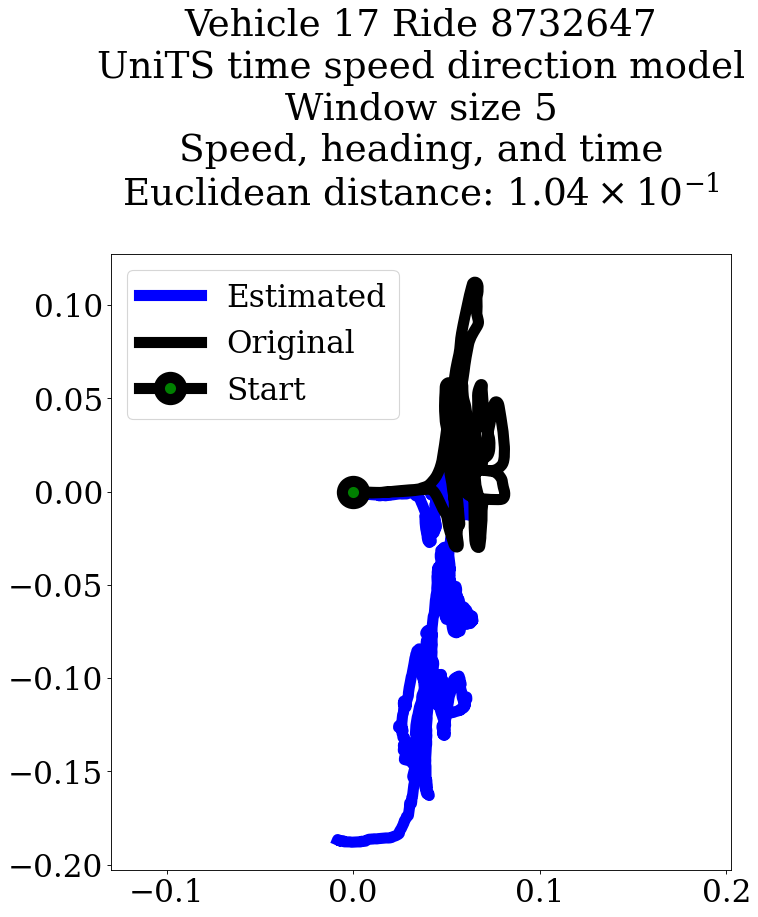 Vehicle 17 Ride 8732647
UniTS time speed direction model
Window size 5
Speed, heading, and time
Euclidean distance: 1.04 × 10⁻¹
Estimated
Original
Start
0.10
0.05
0.00
−0.05
−0.10
−0.15
−0.20
−0.1 0.0 0.1 0.2